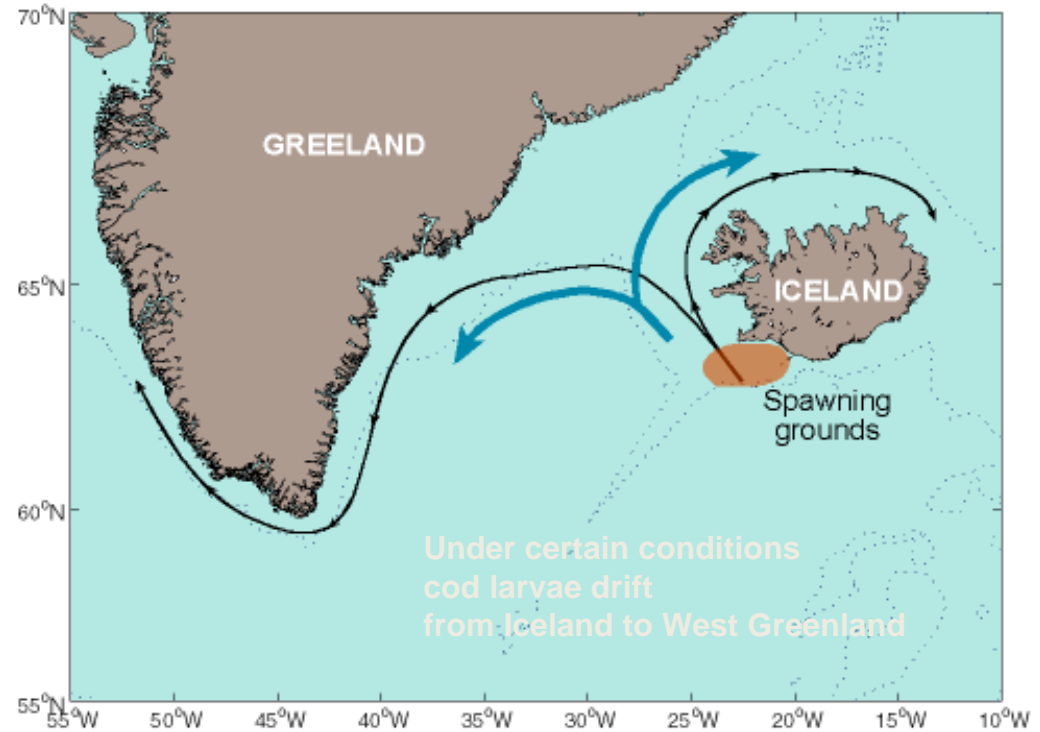 70°N
GREELAND
65°N
ICELAND
Spawning
grounds
60°N
Under certain conditions
cod larvae drift
from Iceland to West Greenland
55°N
55°W 50°W 45°W 40°W 35°W 30°W 25°W 20°W 15°W 10°W